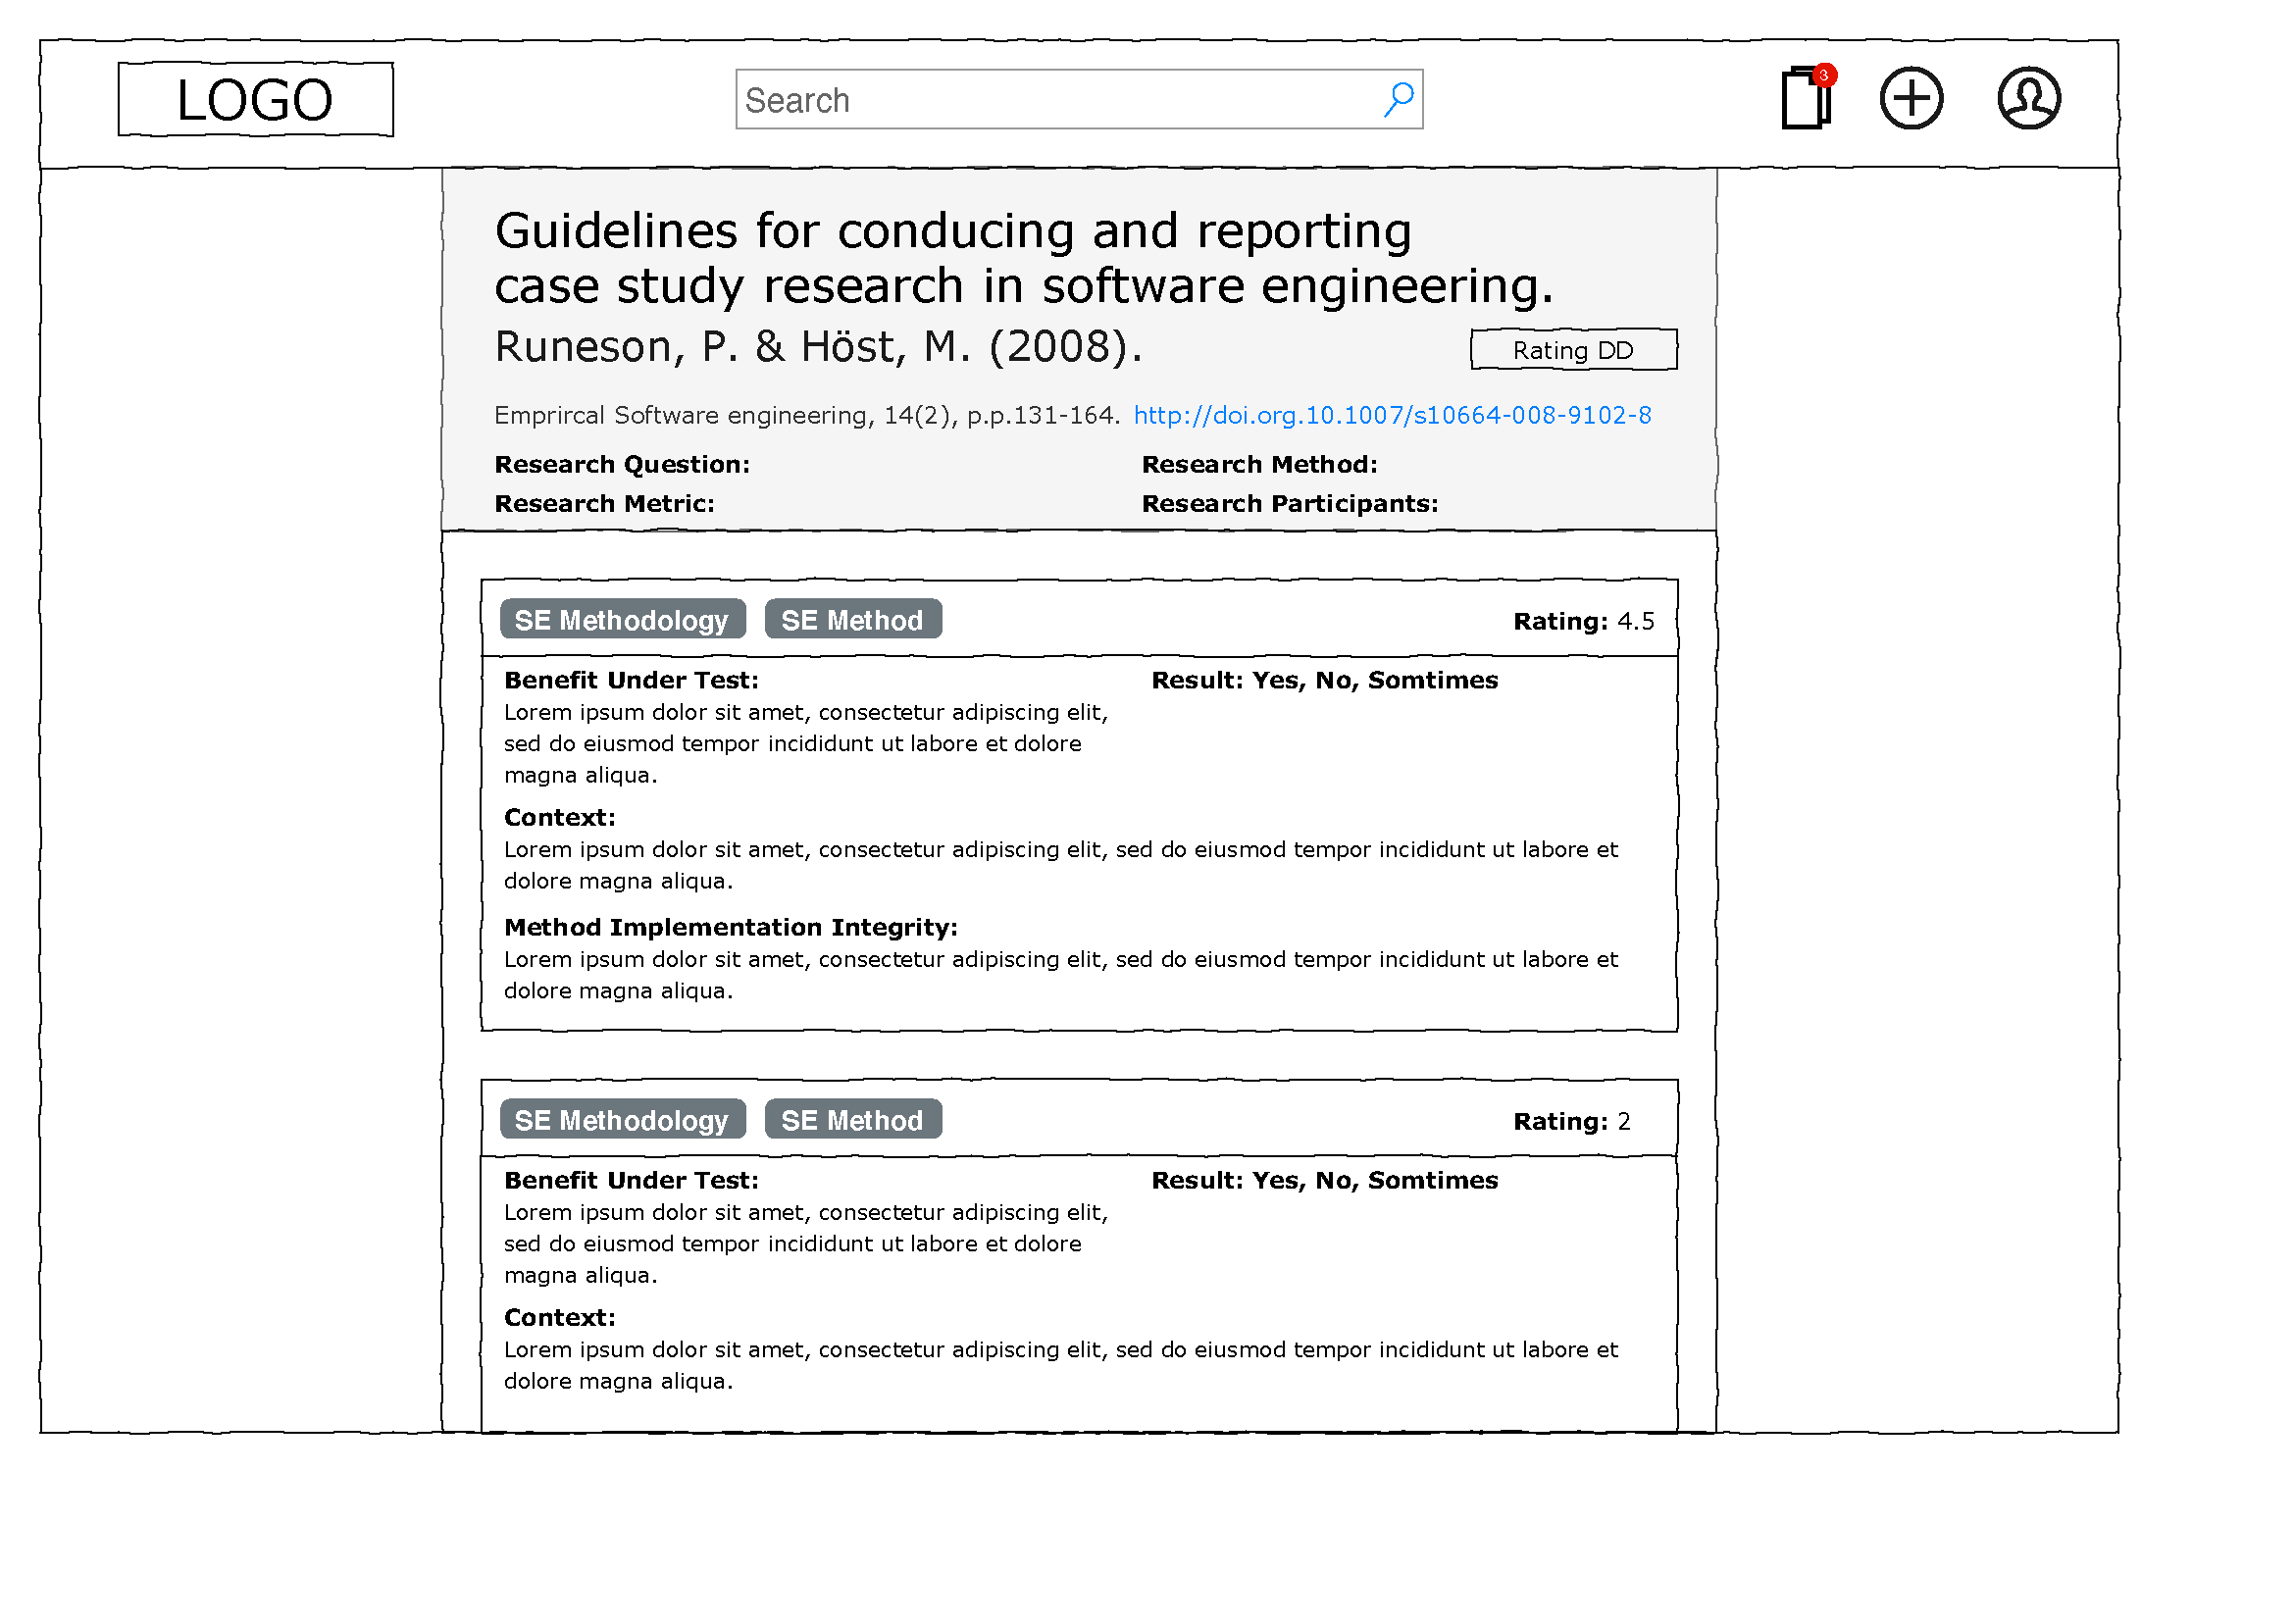 LOGO
Search
3
Guidelines for conducing and reporting
case study research in software engineering.
Runeson, P. & Höst, M. (2008).
Rating DD
Emprircal Software engineering, 14(2), p.p.131-164. http://doi.org.10.1007/s10664-008-9102-8
Research Question: Research Method:
Research Metric: Research Participants:
SE Methodology SE Method Rating: 4.5
Benefit Under Test: Result: Yes, No, Somtimes
Lorem ipsum dolor sit amet, consectetur adipiscing elit,
sed do eiusmod tempor incididunt ut labore et dolore
magna aliqua.
Context:
Lorem ipsum dolor sit amet, consectetur adipiscing elit, sed do eiusmod tempor incididunt ut labore et
dolore magna aliqua.
Method Implementation Integrity:
Lorem ipsum dolor sit amet, consectetur adipiscing elit, sed do eiusmod tempor incididunt ut labore et
dolore magna aliqua.
SE Methodology SE Method Rating: 2
Benefit Under Test: Result: Yes, No, Somtimes
Lorem ipsum dolor sit amet, consectetur adipiscing elit,
sed do eiusmod tempor incididunt ut labore et dolore
magna aliqua.
Context:
Lorem ipsum dolor sit amet, consectetur adipiscing elit, sed do eiusmod tempor incididunt ut labore et
dolore magna aliqua.